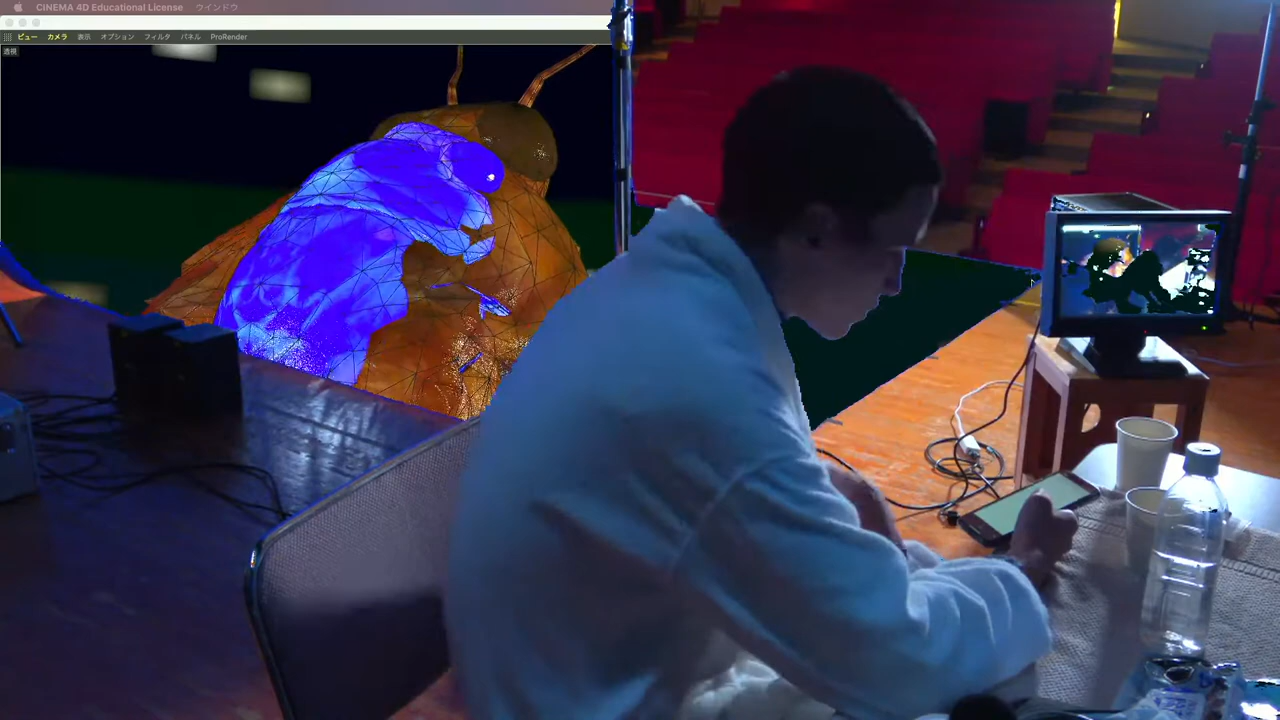 CINEMA 4D Educational License ウインドウ
ビュー カメラ 表示 オプション フィルタ パネル ProRender
透視